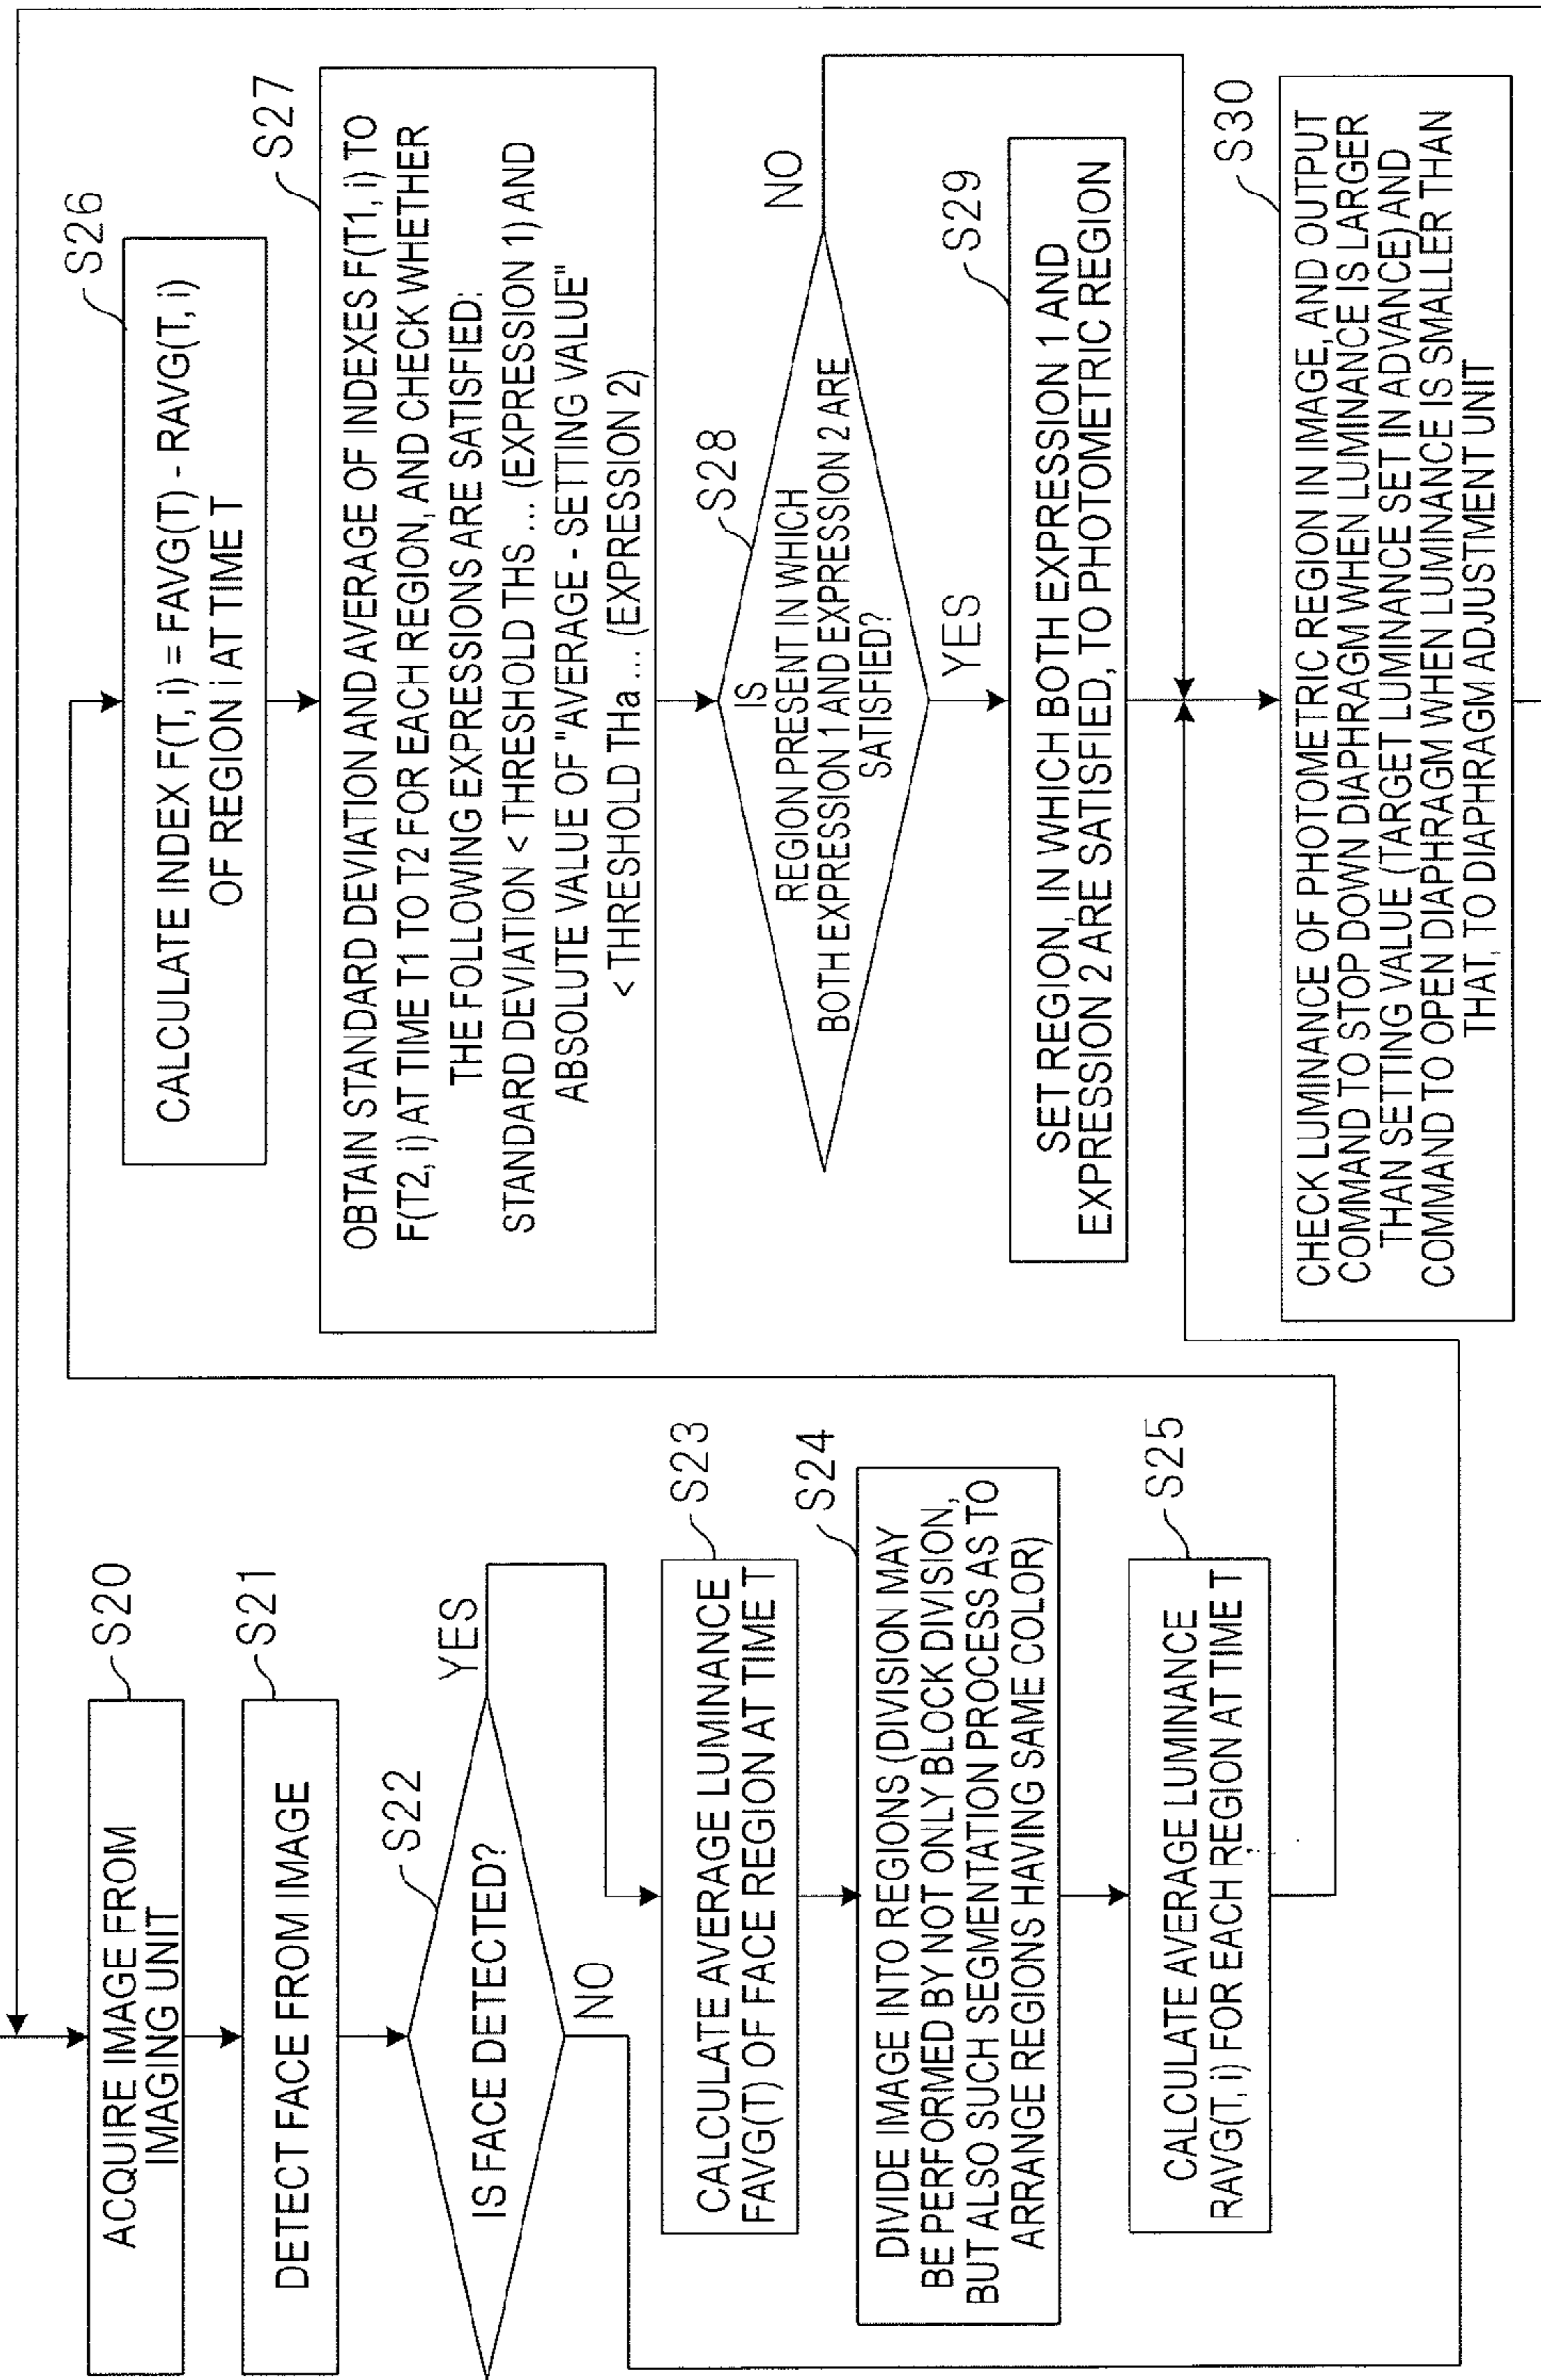 S20
ACQUIRE IMAGE FROM
IMAGING UNIT
S21
DETECT FACE FROM IMAGE
S22
IS FACE DETECTED?
YES
NO
S23
CALCULATE AVERAGE LUMINANCE
FAVG(T) OF FACE REGION AT TIME T
S24
DIVIDE IMAGE INTO REGIONS (DIVISION MAY
BE PERFORMED BY NOT ONLY BLOCK DIVISION,
BUT ALSO SUCH SEGMENTATION PROCESS AS TO
ARRANGE REGIONS HAVING SAME COLOR)
S25
CALCULATE AVERAGE LUMINANCE
RAVG(T, i) FOR EACH REGION AT TIME T
S26
CALCULATE INDEX F(T, i) = FAVG(T) - RAVG(T, i)
OF REGION i AT TIME T
S27
OBTAIN STANDARD DEVIATION AND AVERAGE OF INDEXES F(T1, i) TO
F(T2, i) AT TIME T1 TO T2 FOR EACH REGION, AND CHECK WHETHER
THE FOLLOWING EXPRESSIONS ARE SATISFIED:
STANDARD DEVIATION < THRESHOLD THS ... (EXPRESSION 1) AND
ABSOLUTE VALUE OF "AVERAGE - SETTING VALUE"
< THRESHOLD THa ... (EXPRESSION 2)
S28
IS
REGION PRESENT IN WHICH
BOTH EXPRESSION 1 AND EXPRESSION 2 ARE
SATISFIED?
NO
YES
S29
SET REGION, IN WHICH BOTH EXPRESSION 1 AND
EXPRESSION 2 ARE SATISFIED, TO PHOTOMETRIC REGION
S30
CHECK LUMINANCE OF PHOTOMETRIC REGION IN IMAGE, AND OUTPUT
COMMAND TO STOP DOWN DIAPHRAGM WHEN LUMINANCE IS LARGER
THAN SETTING VALUE (TARGET LUMINANCE SET IN ADVANCE) AND
COMMAND TO OPEN DIAPHRAGM WHEN LUMINANCE IS SMALLER THAN
THAT, TO DIAPHRAGM ADJUSTMENT UNIT